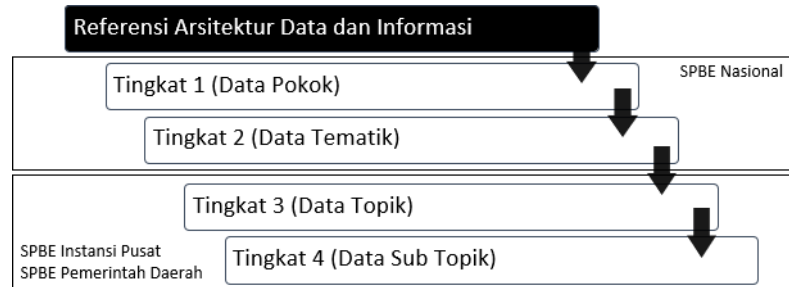 Referensi Arsitektur Data dan Informasi
SPBE Nasional
Tingkat 1 (Data Pokok)
Tingkat 2 (Data Tematik)
Tingkat 3 (Data Topik)
SPBE Instansi Pusat
SPBE Pemerintah Daerah
Tingkat 4 (Data Sub Topik)